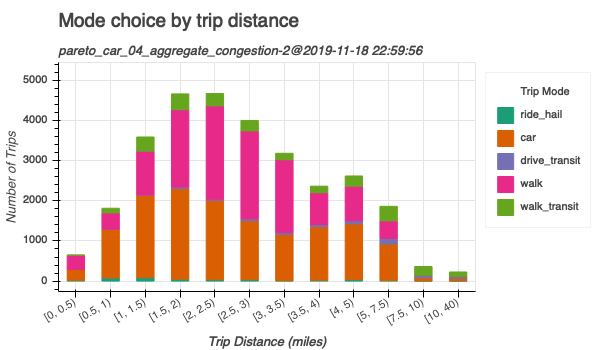 Mode choice by trip distance
pareto_car_04_aggregate_congestion-2@2019-11-18 22:59:56
Number of Trips
5000
4000
3000
2000
1000
0
[0, 0.5)
[0.5, 1)
[1, 1.5)
[1.5, 2)
[2, 2.5)
[2.5, 3)
[3, 3.5)
[3.5, 4)
[4, 5)
[5, 7.5)
[7.5, 10)
[10, 40)
Trip Distance (miles)
Trip Mode
ride_hail
car
drive_transit
walk
walk_transit